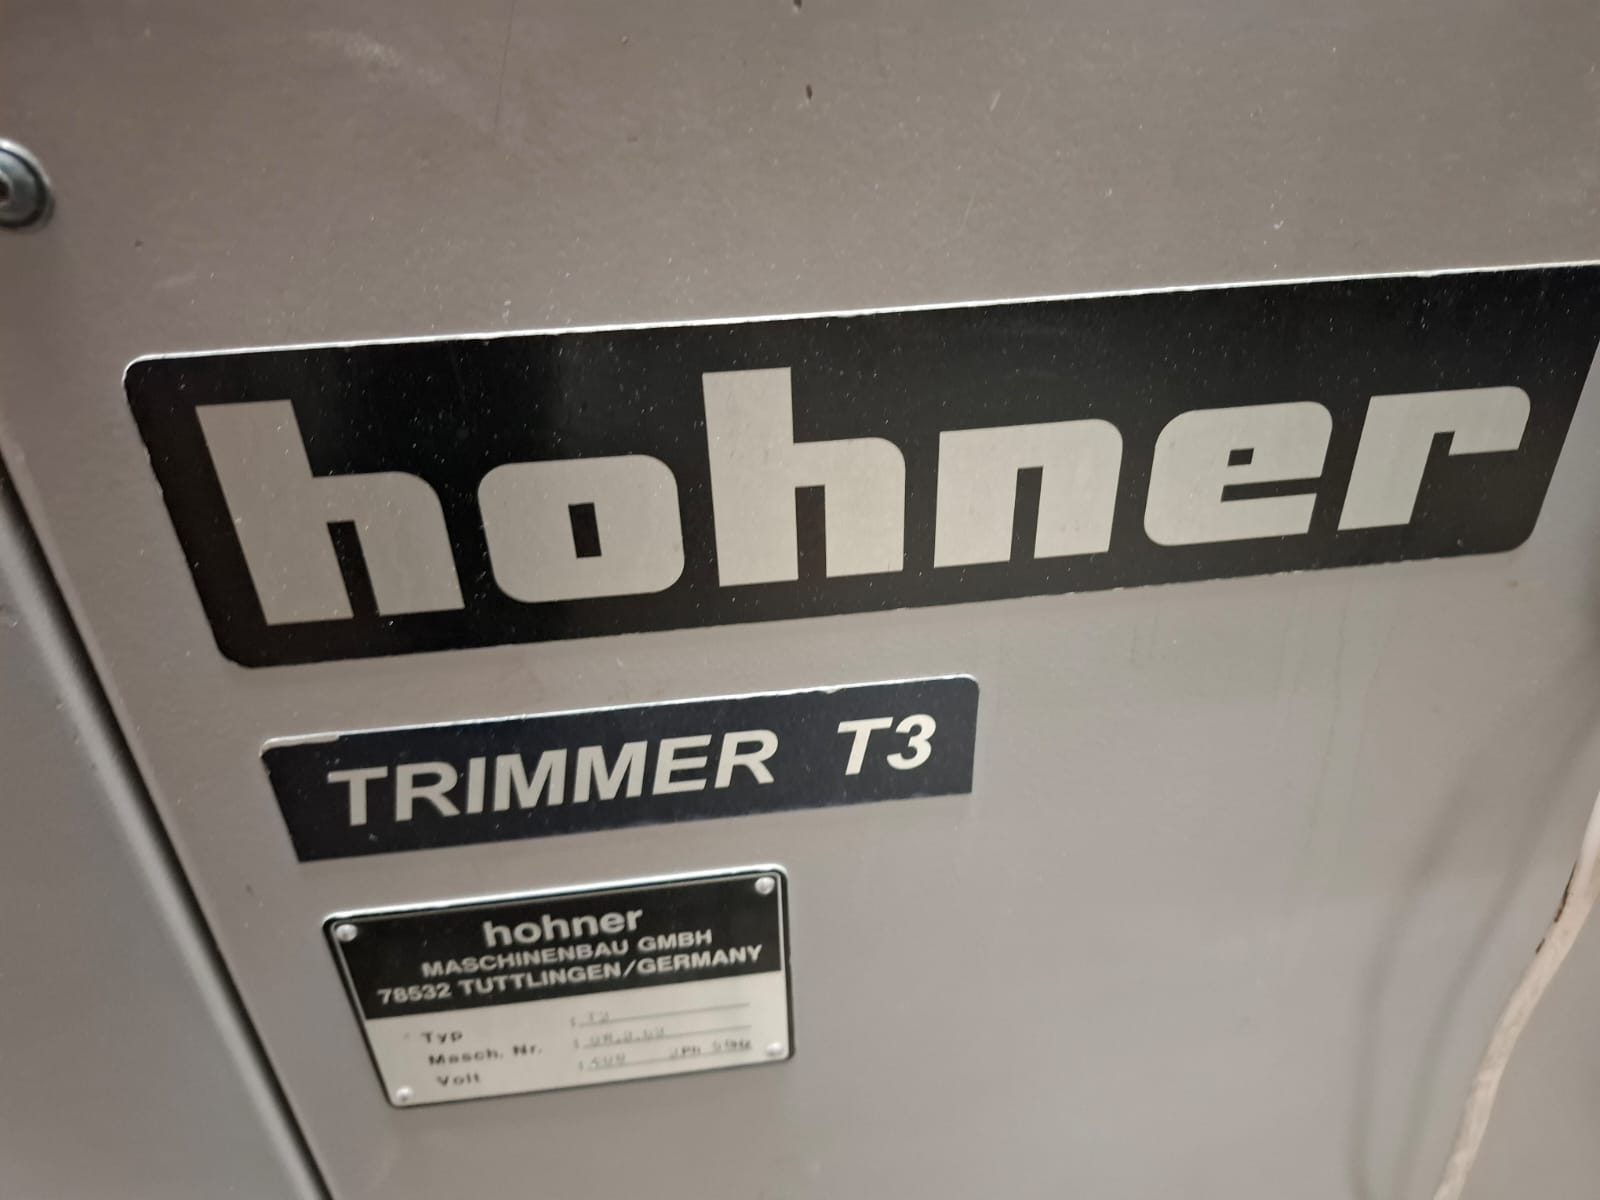 hohner
TRIMMER T3
hohner
MASCHINENBAU GMBH
78532 TUTTLINGEN/GERMANY
Typ
Masch. Nr.
Volt